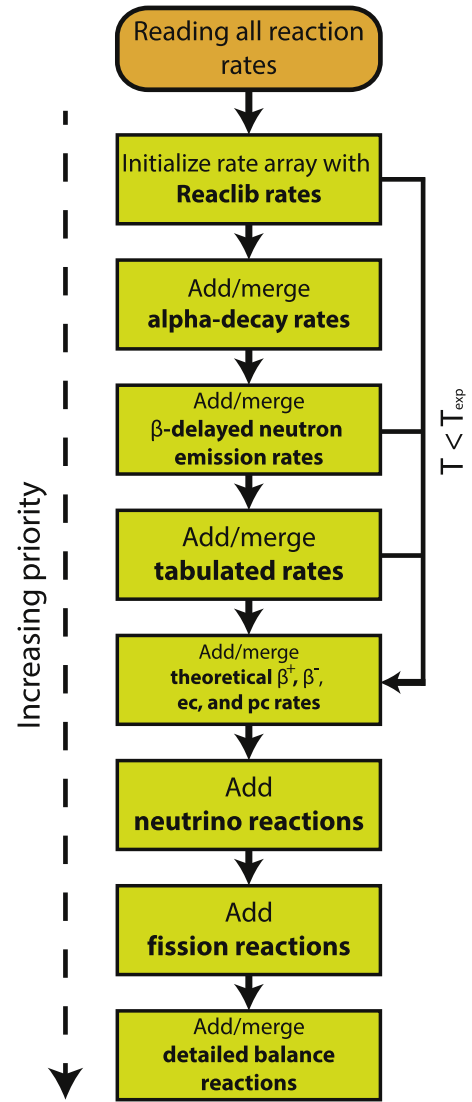 Reading all reaction
rates
Initialize rate array with
Reaclib rates
Add/merge
alpha-decay rates
Add/merge
β-delayed neutron
emission rates
Add/merge
tabulated rates
Add/merge
theoretical β⁺, β⁻,
ec, and pc rates
Add
neutrino reactions
Add
fission reactions
Add/merge
detailed balance
reactions
Increasing priority
T < Tₑₓₚ